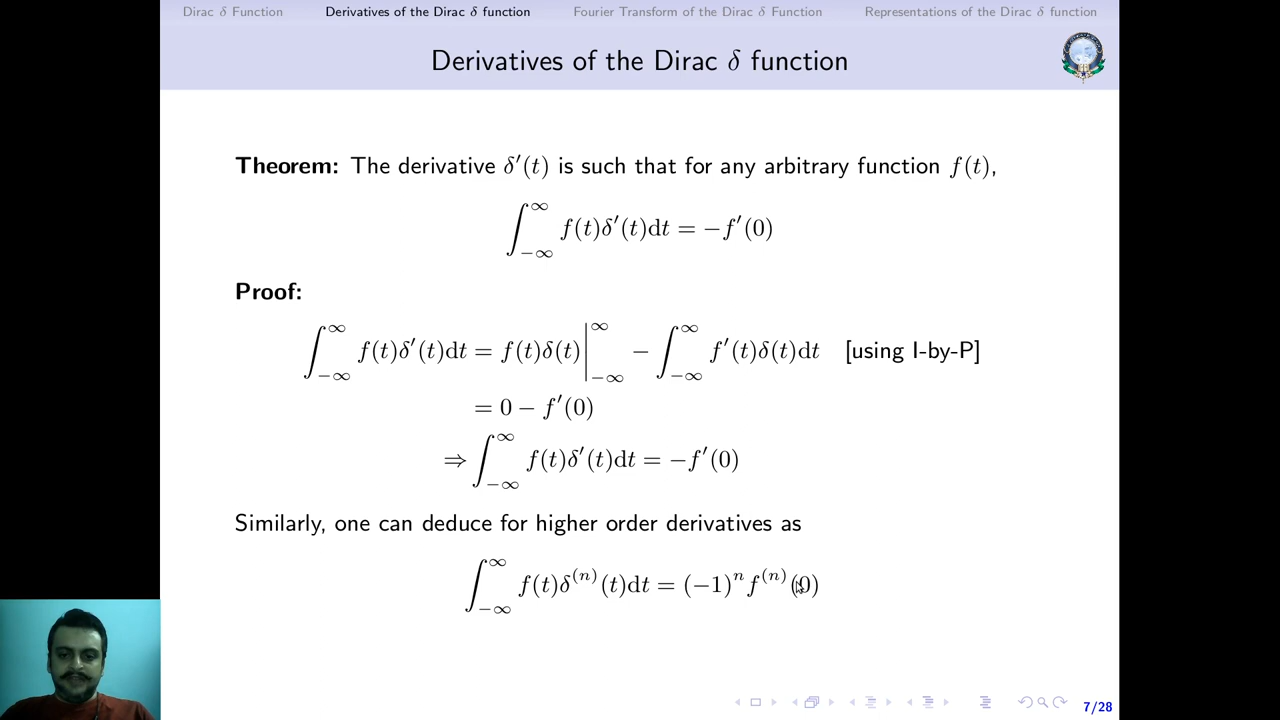 Dirac δ Function Derivatives of the Dirac δ function Fourier Transform of the Dirac δ Function Representations of the Dirac δ function
Derivatives of the Dirac δ function
Theorem: The derivative δ′(t) is such that for any arbitrary function f(t),
∫_{−∞}^{∞} f(t)δ′(t)dt = −f′(0)
Proof:
∫_{−∞}^{∞} f(t)δ′(t)dt = f(t)δ(t)|_{−∞}^{∞} − ∫_{−∞}^{∞} f′(t)δ(t)dt [using I-by-P]
= 0 − f′(0)
⇒ ∫_{−∞}^{∞} f(t)δ′(t)dt = −f′(0)
Similarly, one can deduce for higher order derivatives as
∫_{−∞}^{∞} f(t)δ^{(n)}(t)dt = (−1)^n f^{(n)}(0)
7/28